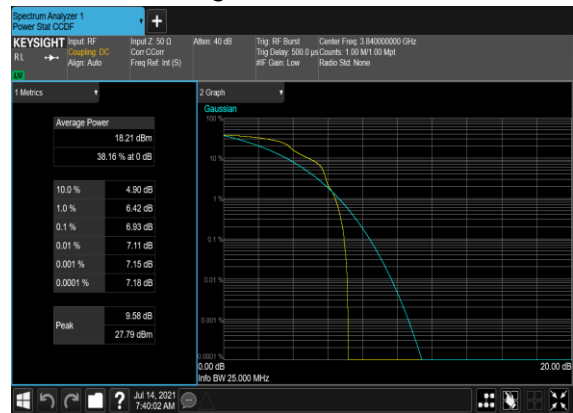 Spectrum Analyzer 1
Power Stat CCDF
+
KEYSIGHT Input: RF Input Z: 50 Ω Atten: 40 dB Trig: RF Burst Center Freq: 3.840000000 GHz
RL Coupling: DC Corr CCorr Trig Delay: 500.0 µs Counts: 1.00 M/1.00 Mpt
Align: Auto Freq Ref: Int (S) #IF Gain: Low Radio Std: None
LW
1 Metrics
2 Graph
Average Power
18.21 dBm
38.16 % at 0 dB
10.0 % 4.90 dB
1.0 % 6.42 dB
0.1 % 6.93 dB
0.01 % 7.11 dB
0.001 % 7.15 dB
0.0001 % 7.18 dB
Peak 9.58 dB
27.79 dBm
Gaussian
100 %
10 %
1 %
0.1 %
0.01 %
0.001 %
0.0001 %
0.00 dB 20.00 dB
Info BW 25.000 MHz
? Jul 14, 2021
7:40:02 AM